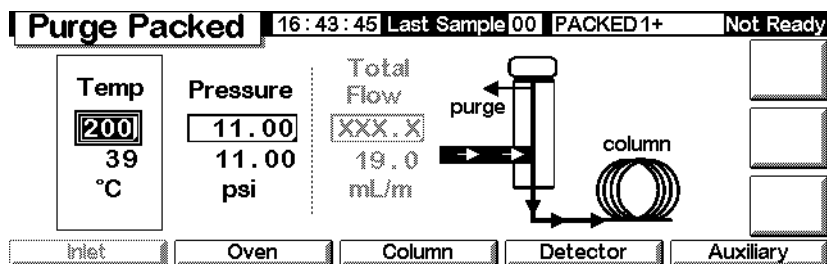 Purge Packed 16:43:45 Last Sample 00 PACKED1+ Not Ready
Temp Pressure Total Flow
200 11.00 XXX.X
39 11.00 19.0
°C psi mL/m
purge
column
Inlet Oven Column Detector Auxiliary